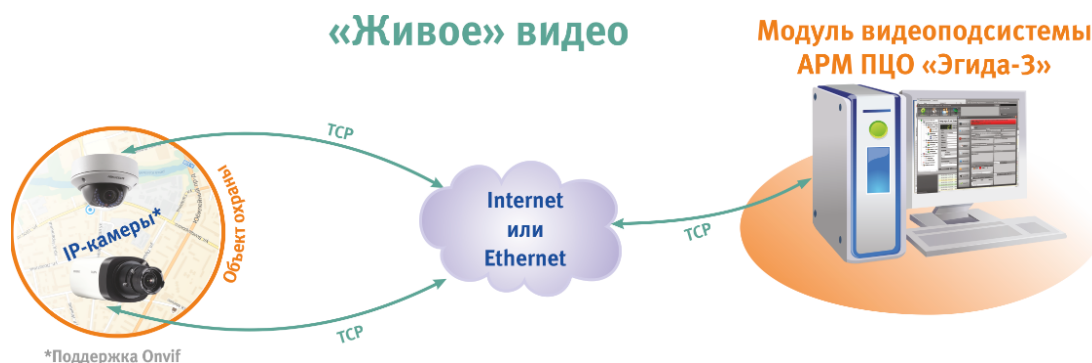 «Живое» видео
Модуль видеоподсистемы
АРМ ПЦО «Эгида-3»
TCP
IP-камеры*
Объект охраны
Internet
или
Ethernet
TCP
TCP
*Поддержка Onvif